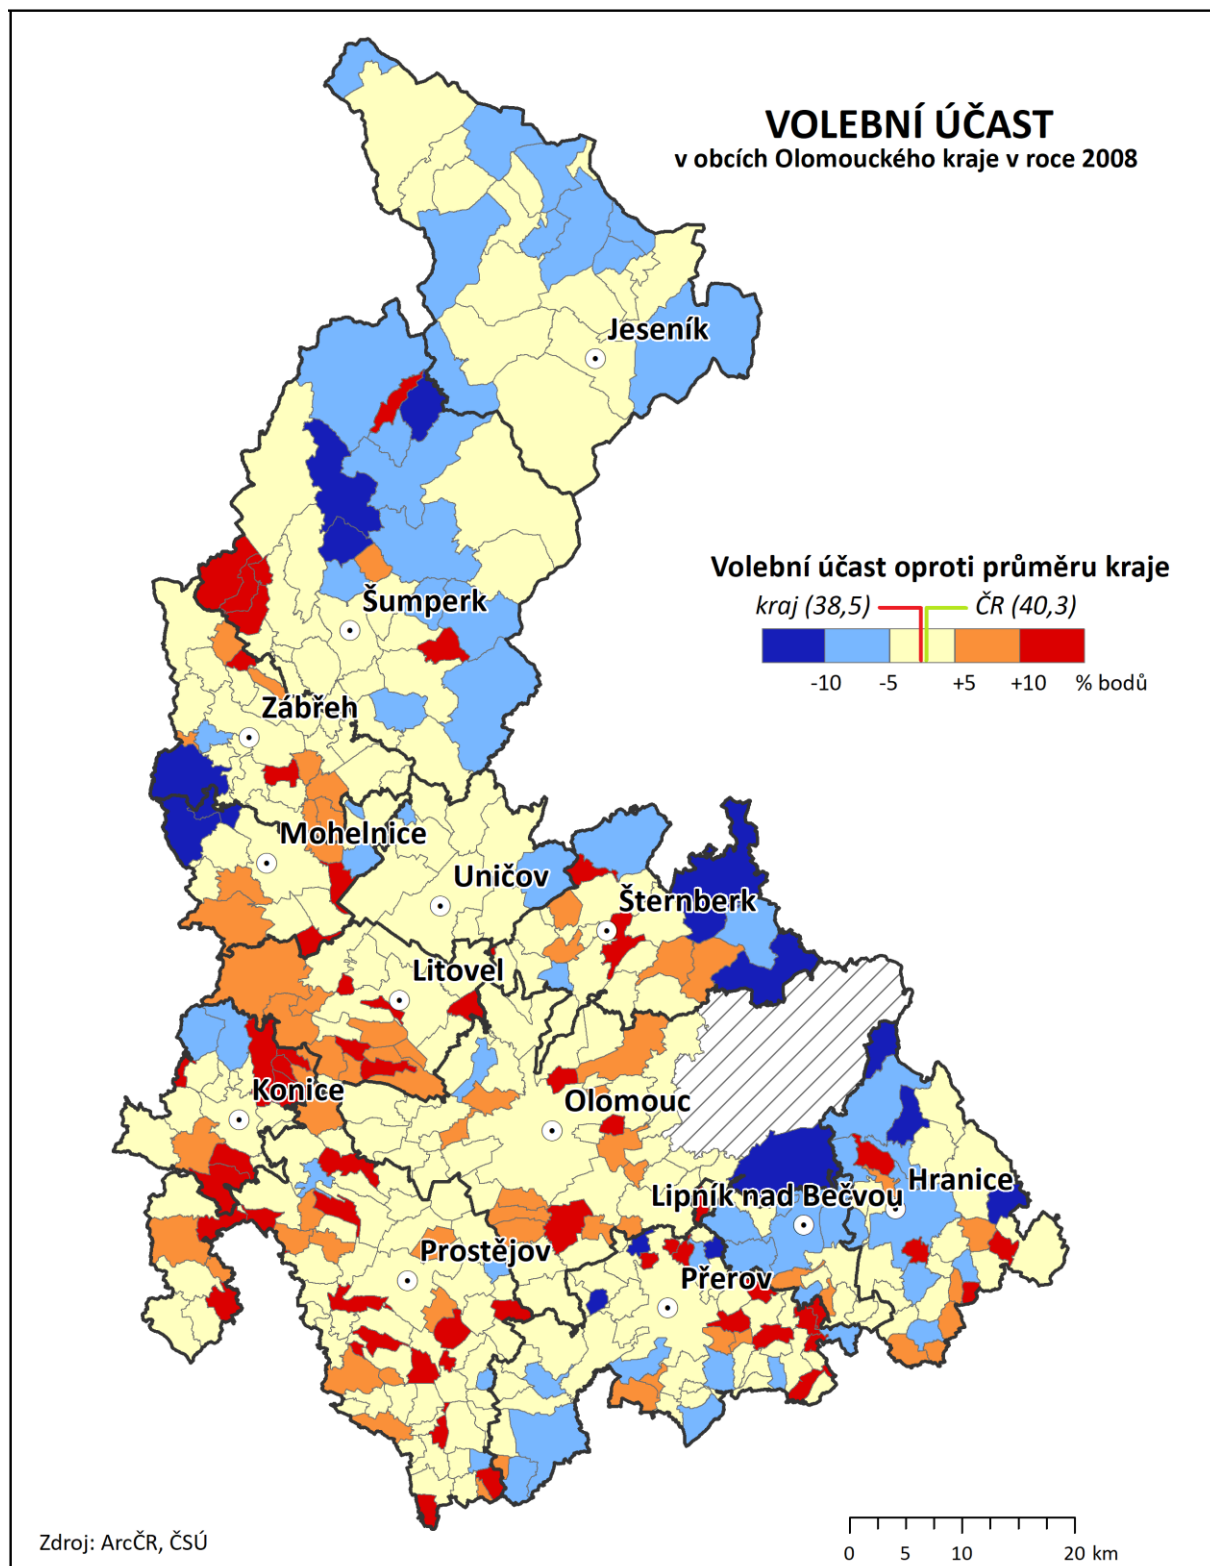 VOLEBNÍ ÚČAST
v obcích Olomouckého kraje v roce 2008
Jeseník
Volební účast oproti průměru kraje
kraj (38,5)
ČR (40,3)
-10
-5
+5
+10
% bodů
Šumperk
Zábřeh
Mohelnice
Uničov
Šternberk
Litovel
Konice
Olomouc
Lipník nad Bečvou
Hranice
Prostějov
Přerov
Zdroj: ArcČR, ČSÚ
0
5
10
20 km